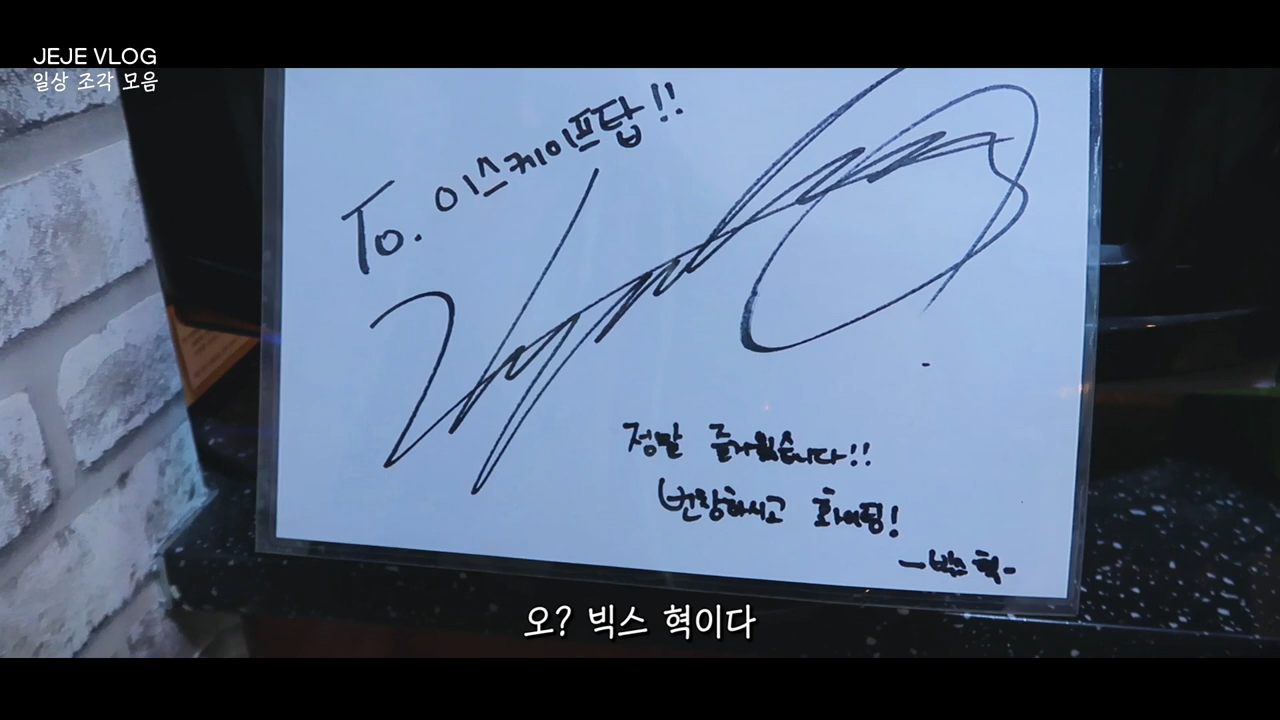 JEJE VLOG
일상 조각 모음
To. 이스케이프탑!!
정말 즐거웠습니다!!
번창하시고 화이팅!
-빅스 혁-
오? 빅스 혁이다